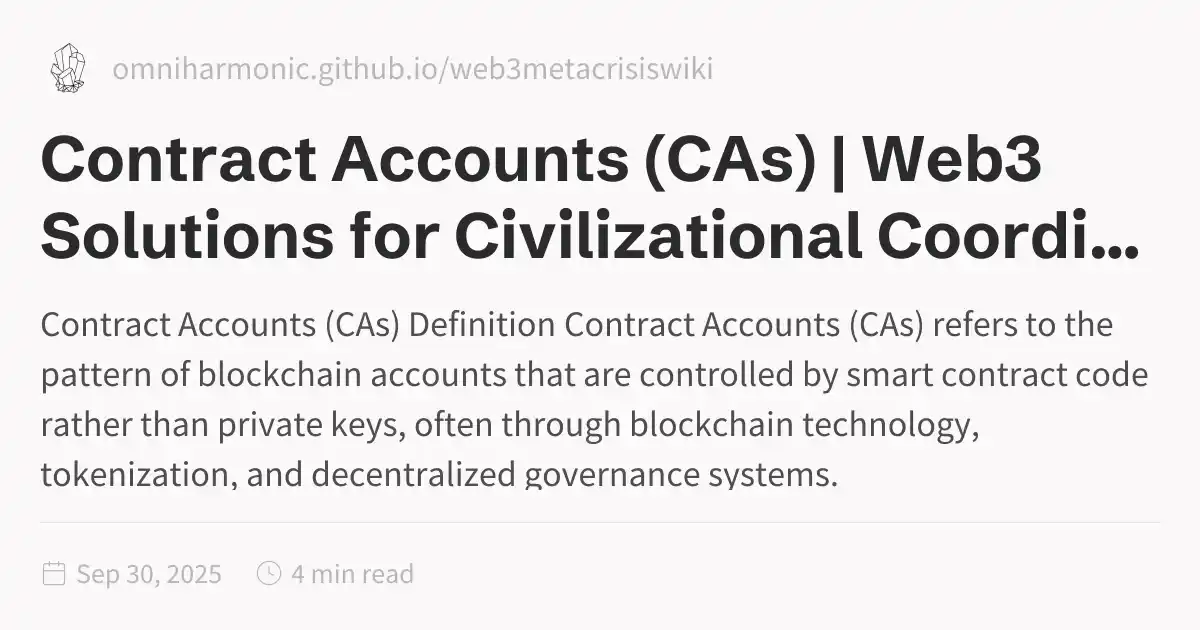 omniharmonic.github.io/web3metacrisiswiki
Contract Accounts (CAs) | Web3
Solutions for Civilizational Coordi...
Contract Accounts (CAs) Definition Contract Accounts (CAs) refers to the
pattern of blockchain accounts that are controlled by smart contract code
rather than private keys, often through blockchain technology,
tokenization, and decentralized governance systems.
Sep 30, 2025 4 min read